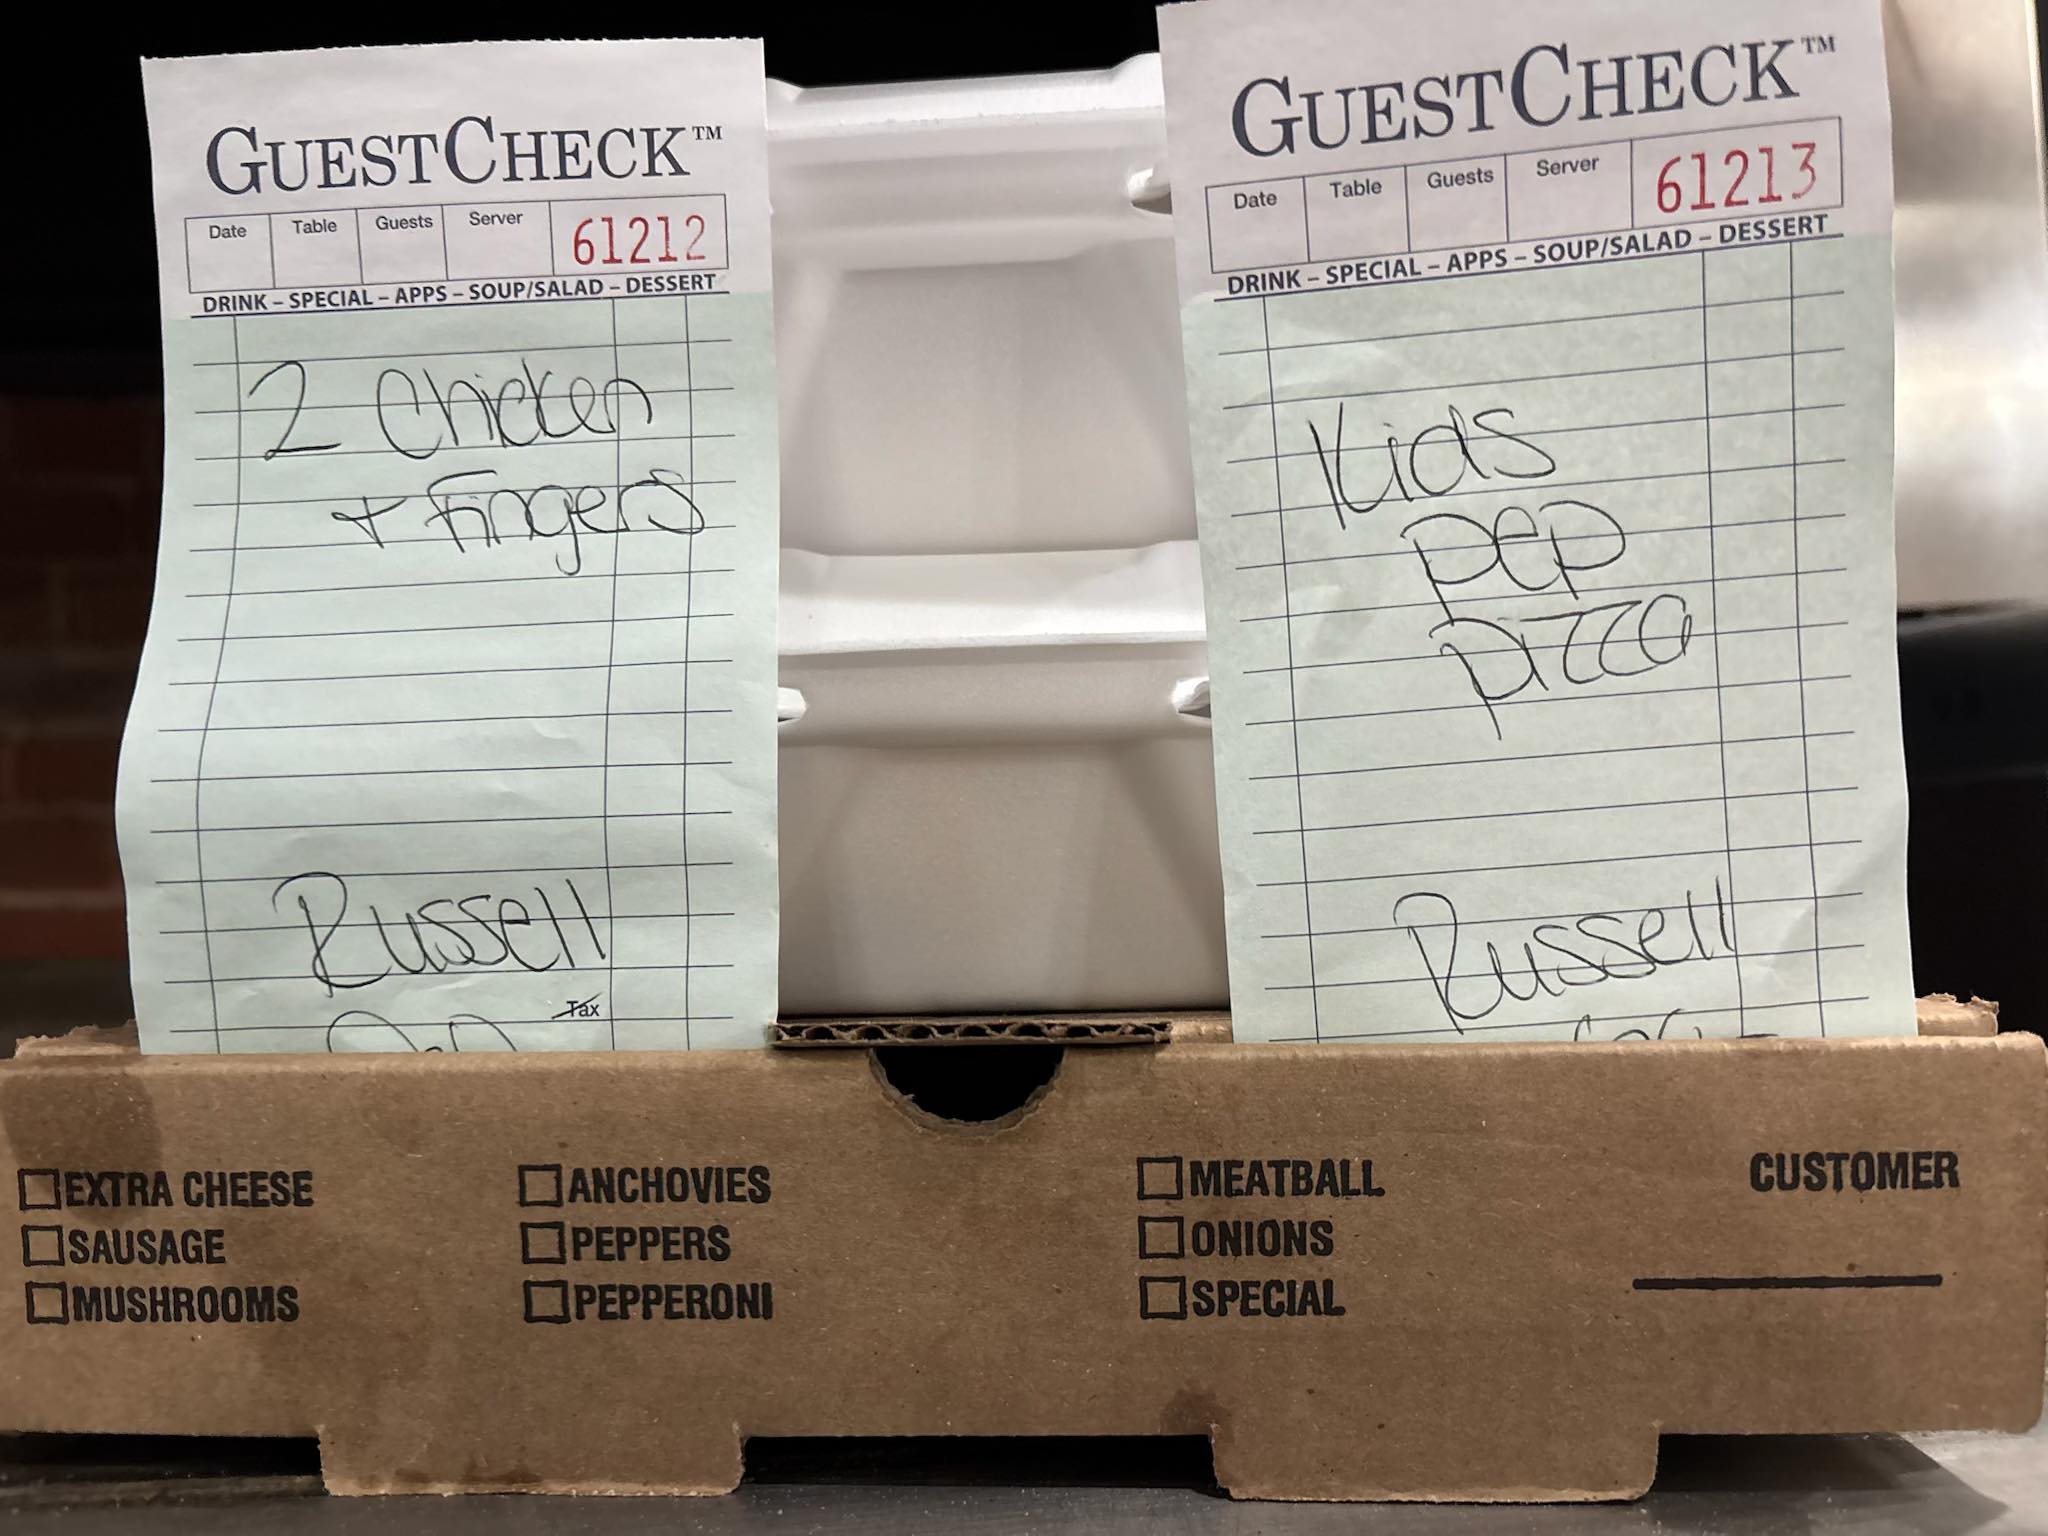 GUESTCHECK™
Date Table Guests Server 61212
DRINK – SPECIAL – APPS – SOUP/SALAD – DESSERT
2 Chicken
+ Fingers
Russell
Tax
GUESTCHECK™
Date Table Guests Server 61213
DRINK – SPECIAL – APPS – SOUP/SALAD – DESSERT
Kids
pep
pizza
Russell
EXTRA CHEESE
SAUSAGE
MUSHROOMS
ANCHOVIES
PEPPERS
PEPPERONI
MEATBALL
ONIONS
SPECIAL
CUSTOMER